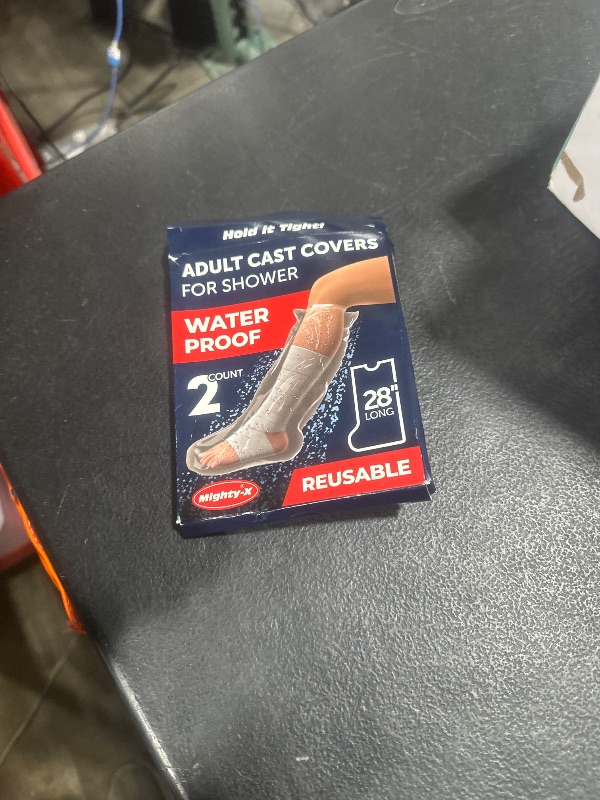 Hold it Tight!
ADULT CAST COVERS
FOR SHOWER
WATER
PROOF
2 COUNT
28"
LONG
REUSABLE
Mighty-X